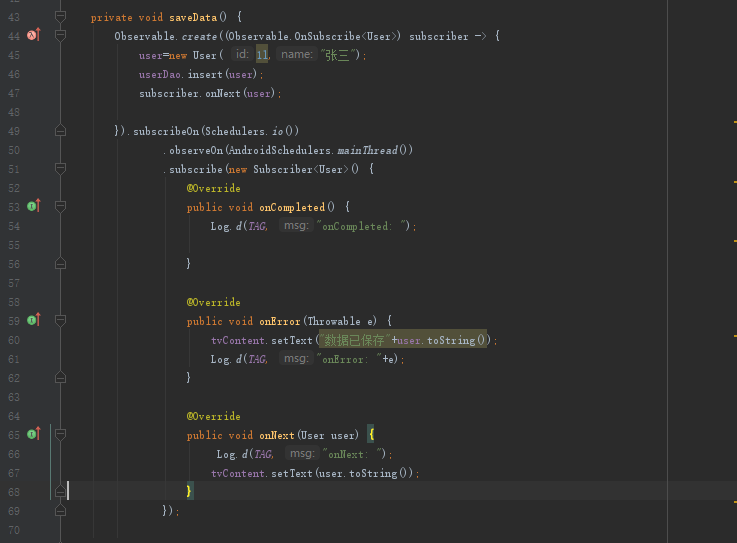 43 private void saveData() {
44 Observable.create((Observable.OnSubscribe<User>) subscriber -> {
45 user=new User( id: 11, name: "张三");
46 userDao.insert(user);
47 subscriber.onNext(user);
48
49 }).subscribeOn(Schedulers.io())
50 .observeOn(AndroidSchedulers.mainThread())
51 .subscribe(new Subscriber<User>() {
52 @Override
53 public void onCompleted() {
54 Log.d(TAG, msg: "onCompleted: ");
55
56 }
57
58 @Override
59 public void onError(Throwable e) {
60 tvContent.setText("数据已保存"+user.toString());
61 Log.d(TAG, msg: "onError: "+e);
62 }
63
64 @Override
65 public void onNext(User user) {
66 Log.d(TAG, msg: "onNext: ");
67 tvContent.setText(user.toString());
68 }
69 });
70